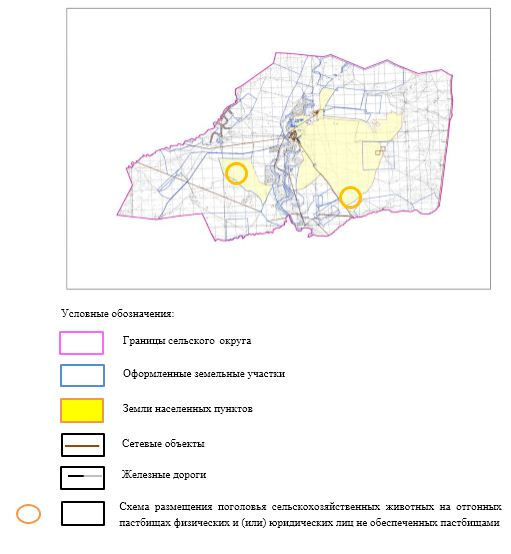 Условные обозначения:
Границы сельского округа
Оформленные земельные участки
Земли населенных пунктов
Сетевые объекты
Железные дороги
Схема размещения поголовья сельскохозяйственных животных на отгонных
пастбищах физических и (или) юридических лиц не обеспеченных пастбищами